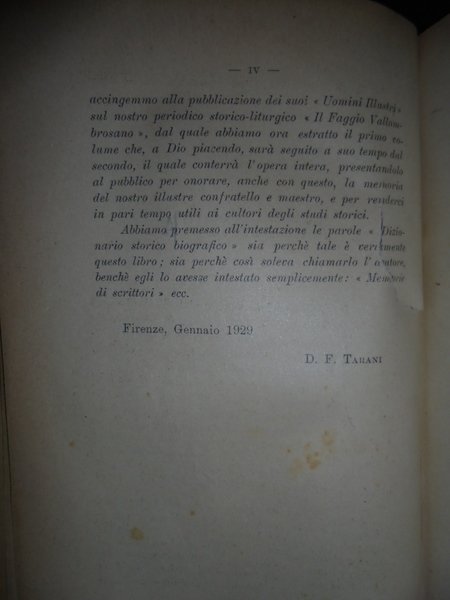 — IV —
accingemmo alla pubblicazione dei suoi « Uomini Illustri »
sul nostro periodico storico-liturgico « Il Faggio Vallom-
brosano », dal quale abbiamo ora estratto il primo vo-
lume che, a Dio piacendo, sarà seguito a suo tempo dal
secondo, il quale conterrà l'opera intera, presentandolo
al pubblico per onorare, anche con questo, la memoria
del nostro illustre confratello e maestro, e per renderci
in pari tempo utili ai cultori degli studi storici.
Abbiamo premesso all'intestazione le parole « Dizio-
nario storico biografico » sia perchè tale è veramente
questo libro; sia perchè così soleva chiamarlo l'autore,
benchè egli lo avesse intestato semplicemente: « Memorie
di scrittori » ecc.
Firenze, Gennaio 1929
D. F. TARANI